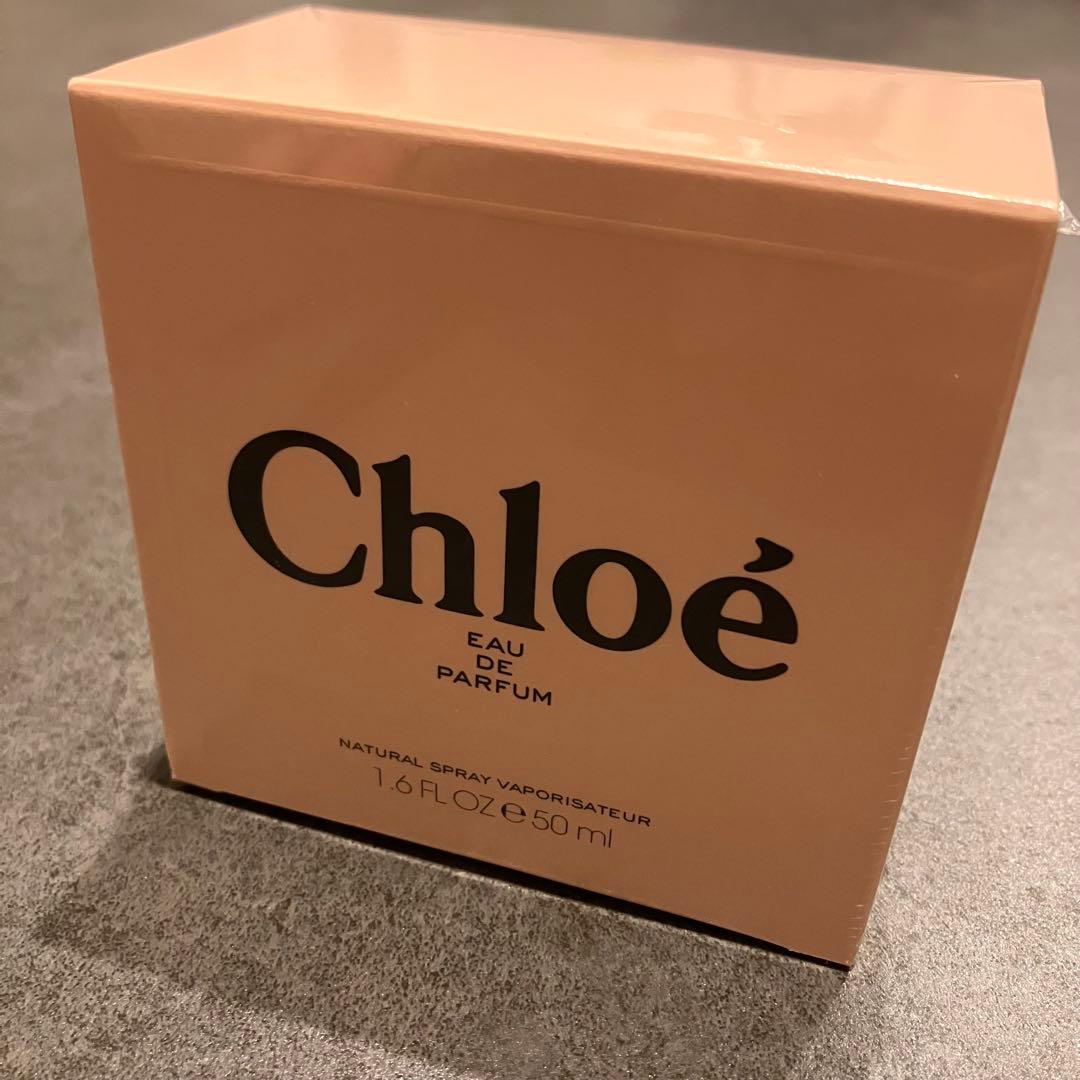 Chloé
EAU
DE
PARFUM
NATURAL SPRAY VAPORISATEUR
1.6 FL OZ ℮ 50 ml